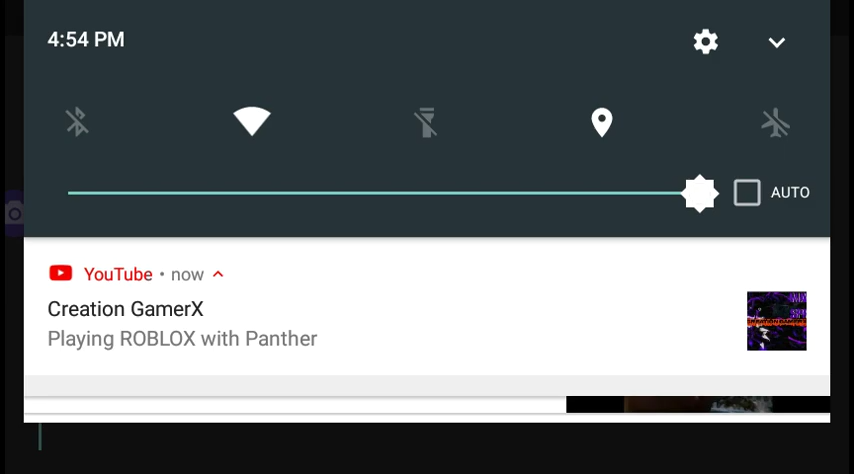 4:54 PM
AUTO
YouTube • now
Creation GamerX
Playing ROBLOX with Panther